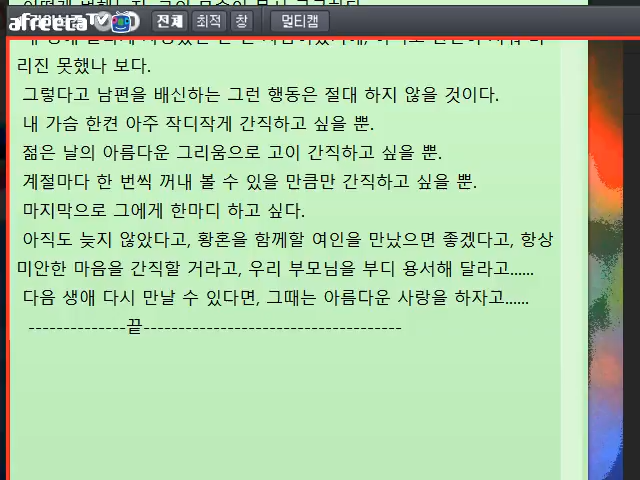 afreeca TV 전체 최적 창 멀티캠
리진 못했나 보다.
그렇다고 남편을 배신하는 그런 행동은 절대 하지 않을 것이다.
내 가슴 한켠 아주 작디작게 간직하고 싶을 뿐.
젊은 날의 아름다운 그리움으로 고이 간직하고 싶을 뿐.
계절마다 한 번씩 꺼내 볼 수 있을 만큼만 간직하고 싶을 뿐.
마지막으로 그에게 한마디 하고 싶다.
아직도 늦지 않았다고, 황혼을 함께할 여인을 만났으면 좋겠다고, 항상
미안한 마음을 간직할 거라고, 우리 부모님을 부디 용서해 달라고......
다음 생애 다시 만날 수 있다면, 그때는 아름다운 사랑을 하자고......
--------------끝-------------------------------------